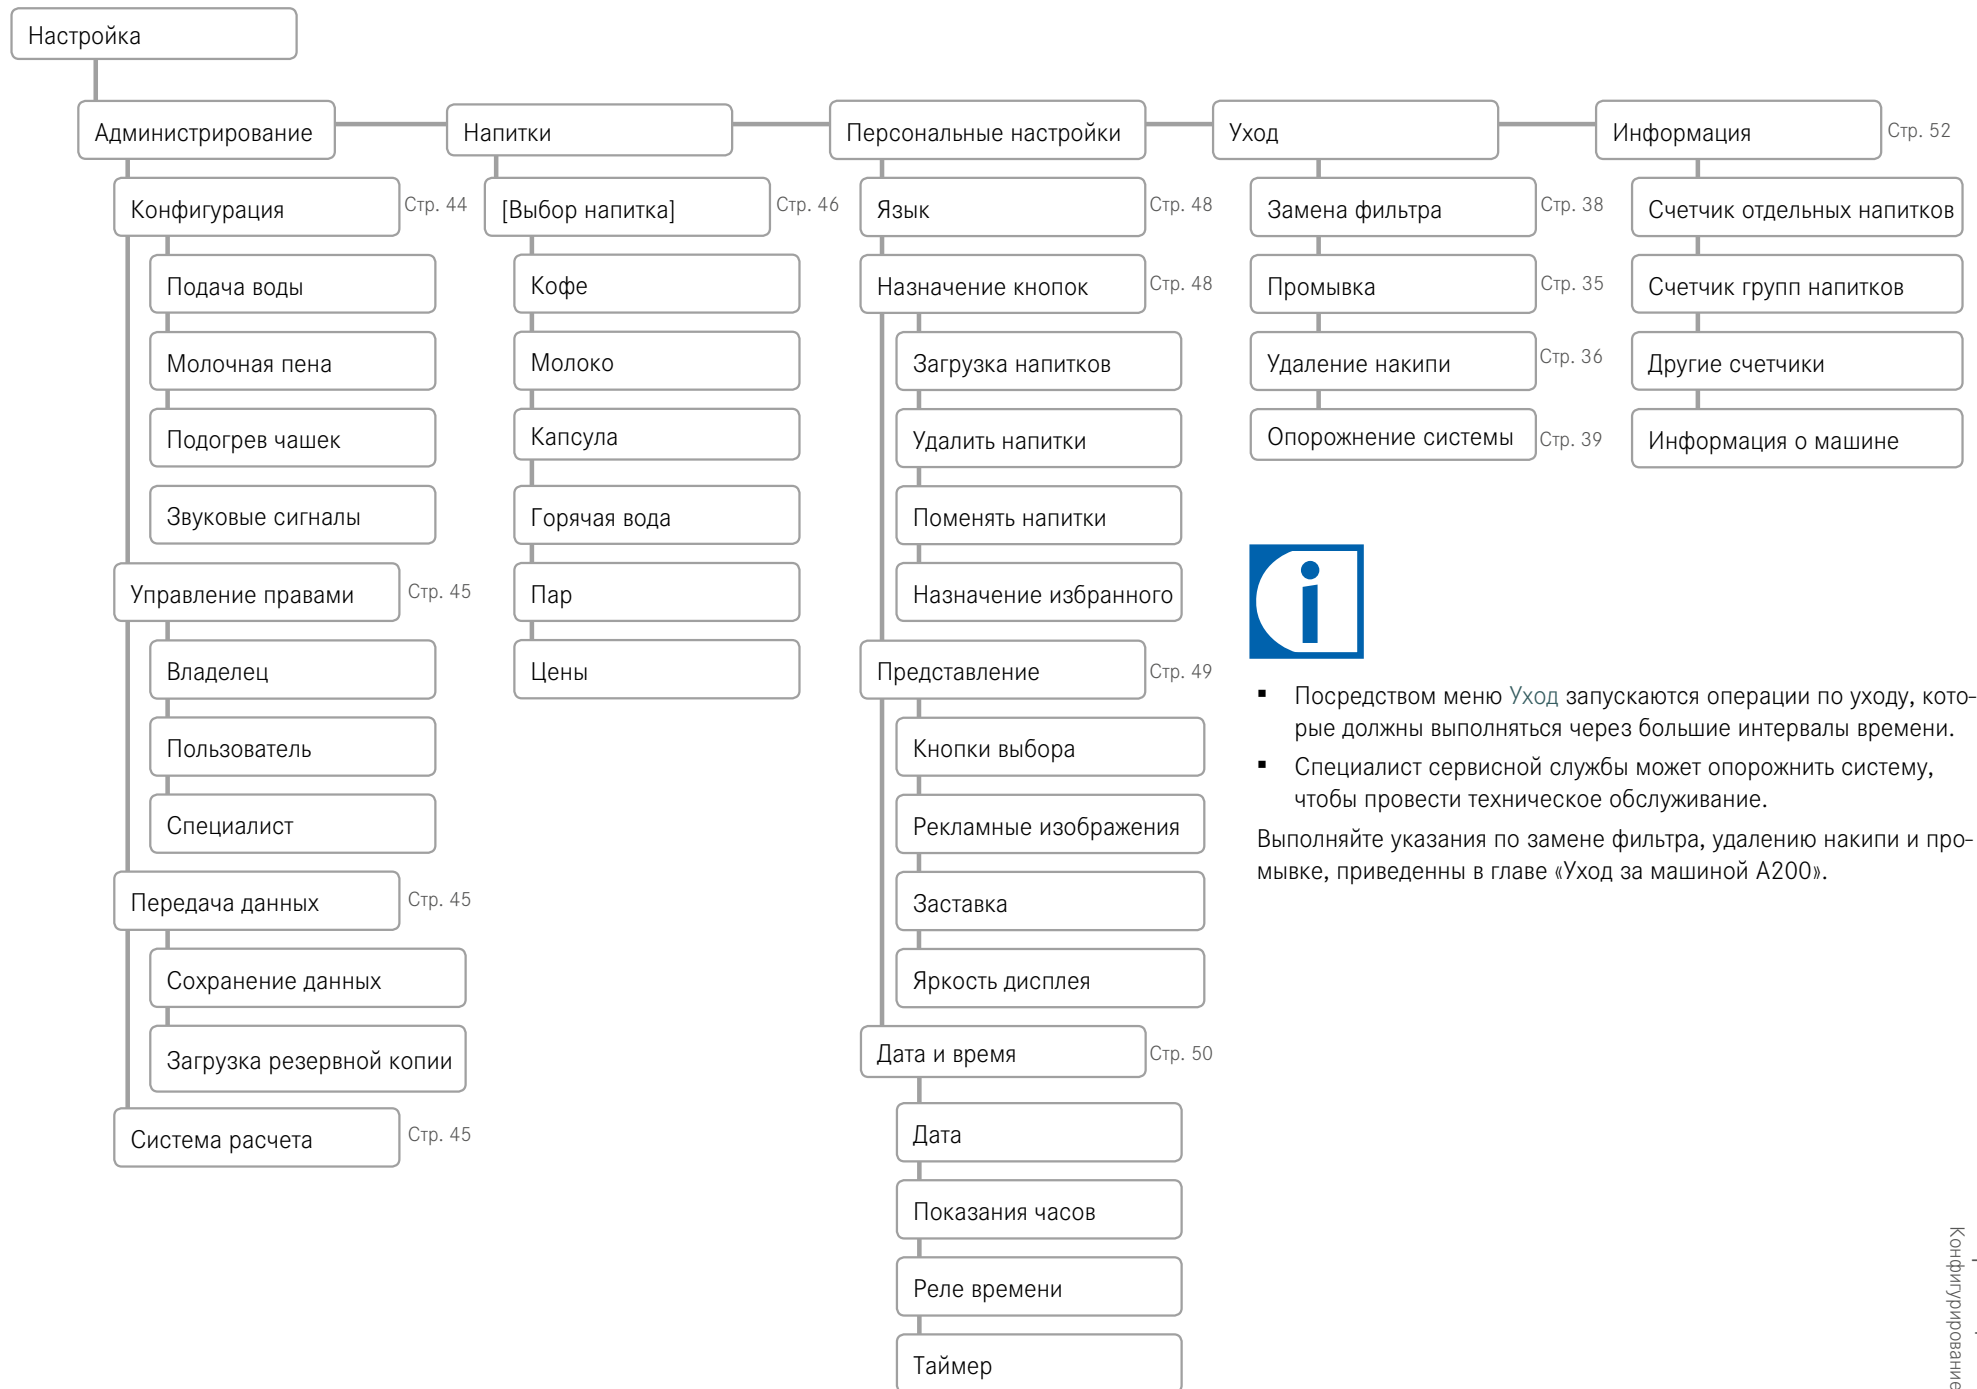 Настройка
Администрирование
Конфигурация Стр. 44
Подача воды
Молочная пена
Подогрев чашек
Звуковые сигналы
Управление правами Стр. 45
Владелец
Пользователь
Специалист
Передача данных Стр. 45
Сохранение данных
Загрузка резервной копии
Система расчета Стр. 45
Напитки
[Выбор напитка] Стр. 46
Кофе
Молоко
Капсула
Горячая вода
Пар
Цены
Персональные настройки
Язык Стр. 48
Назначение кнопок Стр. 48
Загрузка напитков
Удалить напитки
Поменять напитки
Назначение избранного
Представление Стр. 49
Кнопки выбора
Рекламные изображения
Заставка
Яркость дисплея
Дата и время Стр. 50
Дата
Показания часов
Реле времени
Таймер
Уход
Замена фильтра Стр. 38
Промывка Стр. 35
Удаление накипи Стр. 36
Опорожнение системы Стр. 39
Информация Стр. 52
Счетчик отдельных напитков
Счетчик групп напитков
Другие счетчики
Информация о машине
i
▪ Посредством меню Уход запускаются операции по уходу, кото-
рые должны выполняться через большие интервалы времени.
▪ Специалист сервисной службы может опорожнить систему,
чтобы провести техническое обслуживание.
Выполняйте указания по замене фильтра, удалению накипи и про-
мывке, приведенны в главе «Уход за машиной А200».
Конфигурирование